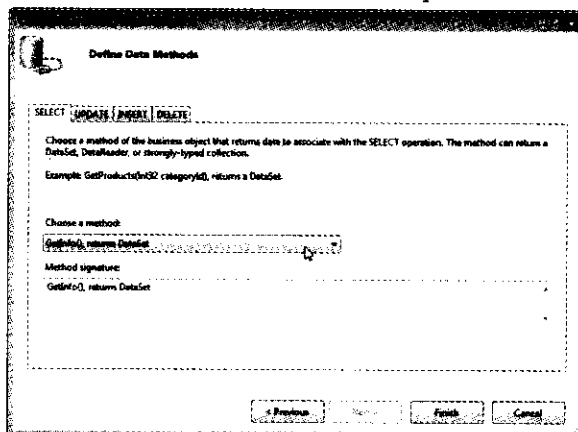 Define Data Methods
SELECT UPDATE INSERT DELETE
Choose a method of the business object that returns data to associate with the SELECT operation. The method can return a
DataSet, DataReader, or strongly-typed collection.
Example: GetProducts(Int32 categoryId), returns a DataSet.
Choose a method:
GetInfo(), returns DataSet
Method signature:
GetInfo(), returns DataSet
< Previous Next > Finish Cancel